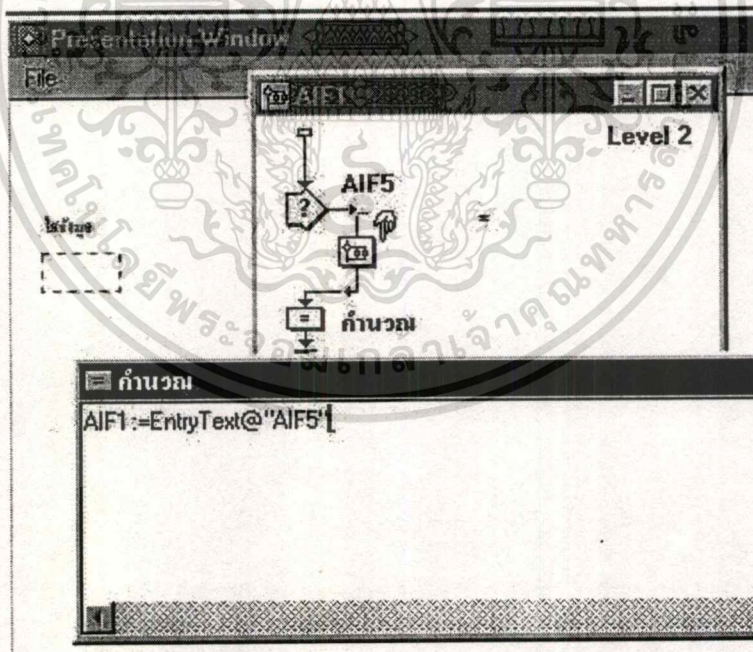 Presentation Window
File
Level 2
AIF5
ใส่ข้อมูล
?
=
=
คำนวณ
คำนวณ
AIF1:=EntryText@"AIF5"